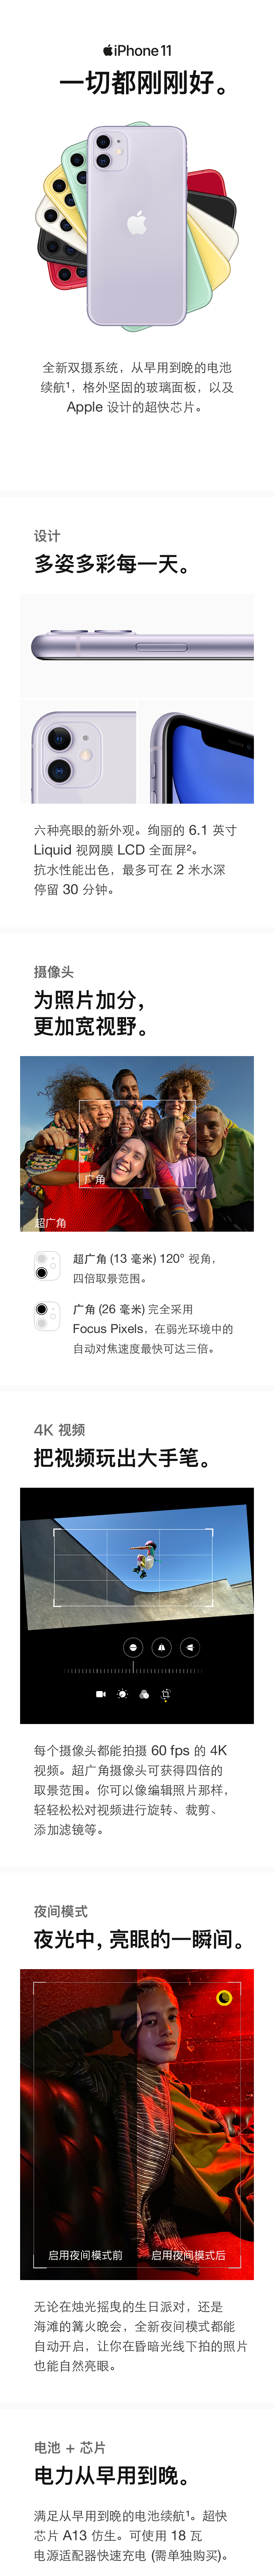 iPhone 11
一切都刚刚好。
全新双摄系统，从早用到晚的电池
续航¹，格外坚固的玻璃面板，以及
Apple 设计的超快芯片。
设计
多姿多彩每一天。
六种亮眼的新外观。绚丽的 6.1 英寸
Liquid 视网膜 LCD 全面屏²。
抗水性能出色，最多可在 2 米水深
停留 30 分钟。
摄像头
为照片加分，
更加宽视野。
广角
超广角
超广角 (13 毫米) 120° 视角，
四倍取景范围。
广角 (26 毫米) 完全采用
Focus Pixels，在弱光环境中的
自动对焦速度最快可达三倍。
4K 视频
把视频玩出大手笔。
每个摄像头都能拍摄 60 fps 的 4K
视频。超广角摄像头可获得四倍的
取景范围。你可以像编辑照片那样，
轻轻松松对视频进行旋转、裁剪、
添加滤镜等。
夜间模式
夜光中，亮眼的一瞬间。
启用夜间模式前
启用夜间模式后
无论在烛光摇曳的生日派对，还是
海滩的篝火晚会，全新夜间模式都能
自动开启，让你在昏暗光线下拍的照片
也能自然亮眼。
电池 + 芯片
电力从早用到晚。
满足从早用到晚的电池续航¹。超快
芯片 A13 仿生。可使用 18 瓦
电源适配器快速充电 (需单独购买)。